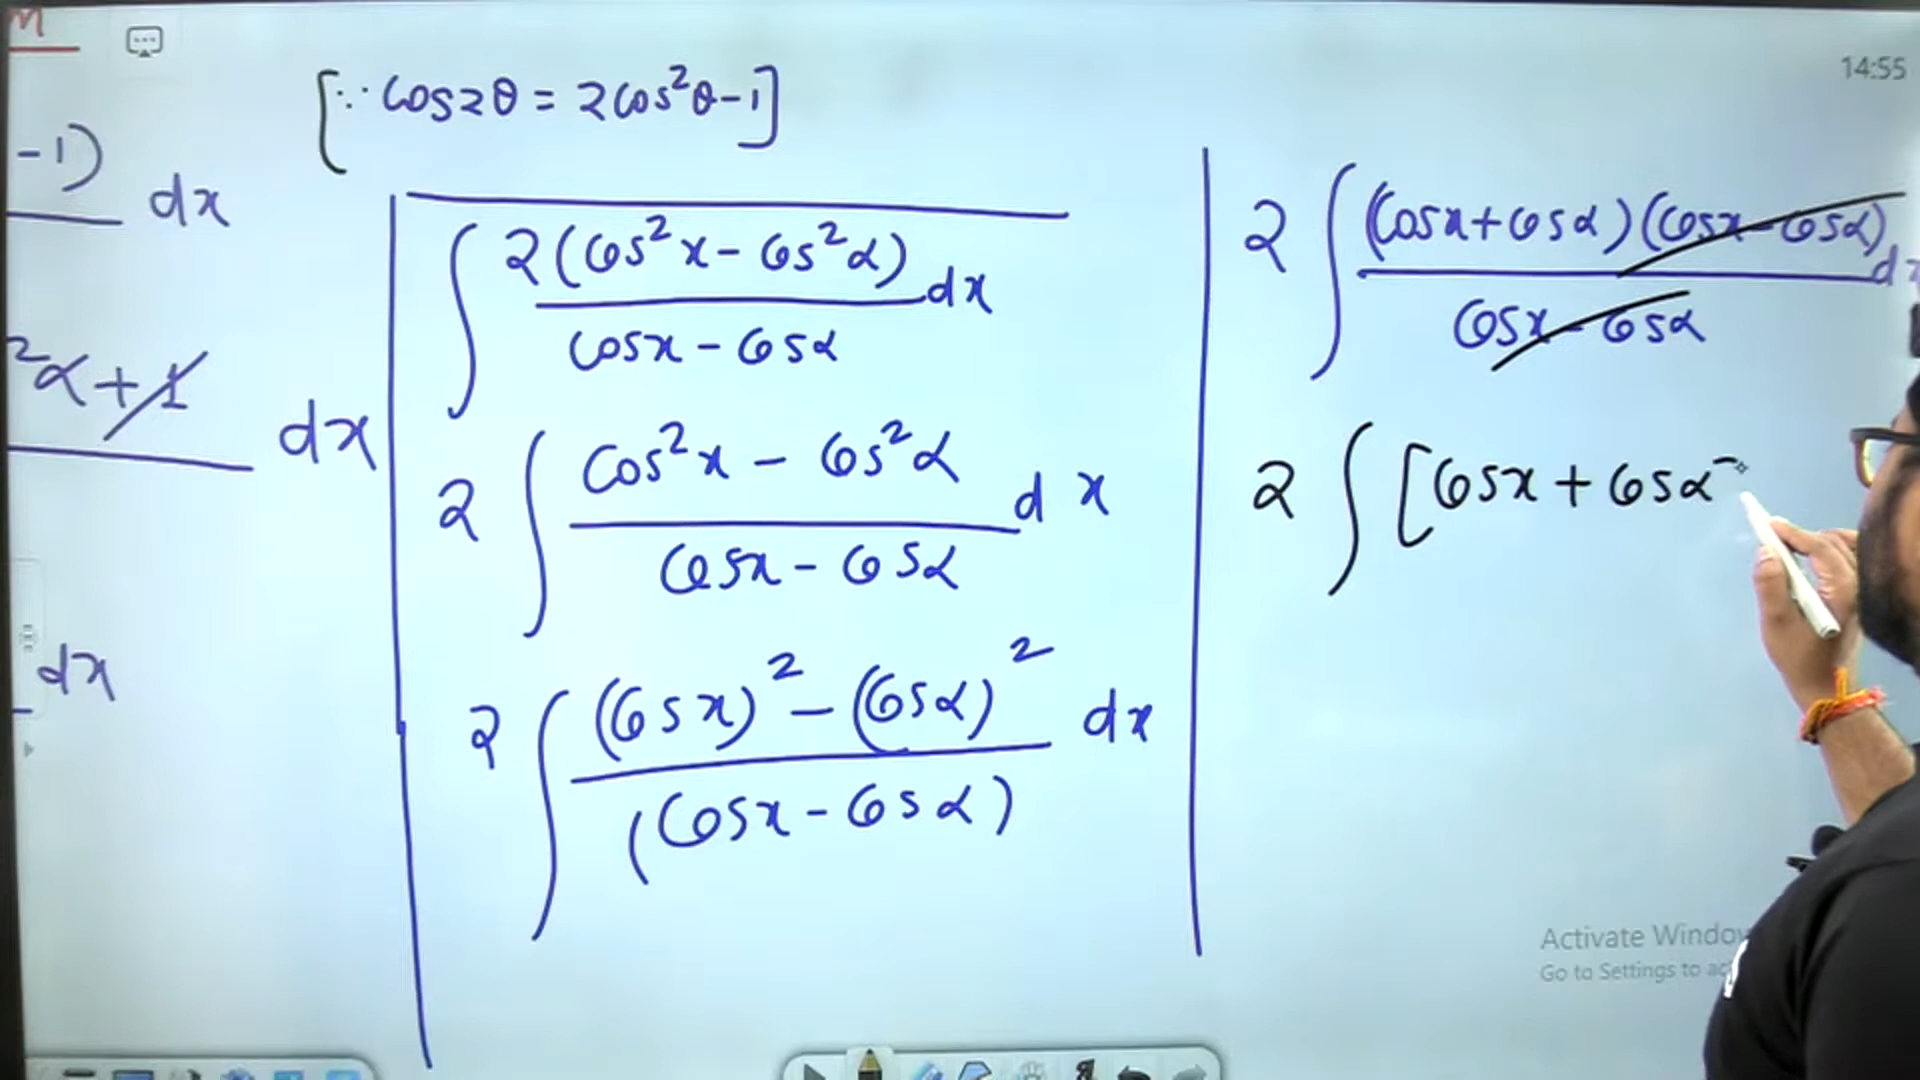 M
14:55
[∵ cos2θ = 2cos²θ-1]
-1)
dx
²α + 1
dx
dx
∫ 2(cos²x - cos²α) dx
cosx - cosα
2 ∫ cos²x - cos²α dx
cosx - cosα
2 ∫ (cosx)² - (cosα)² dx
(cosx - cosα)
2 ∫ (cosx + cosα)(cosx - cosα) dx
cosx - cosα
2 ∫ [cosx + cosα
Activate Window
Go to Settings to ac